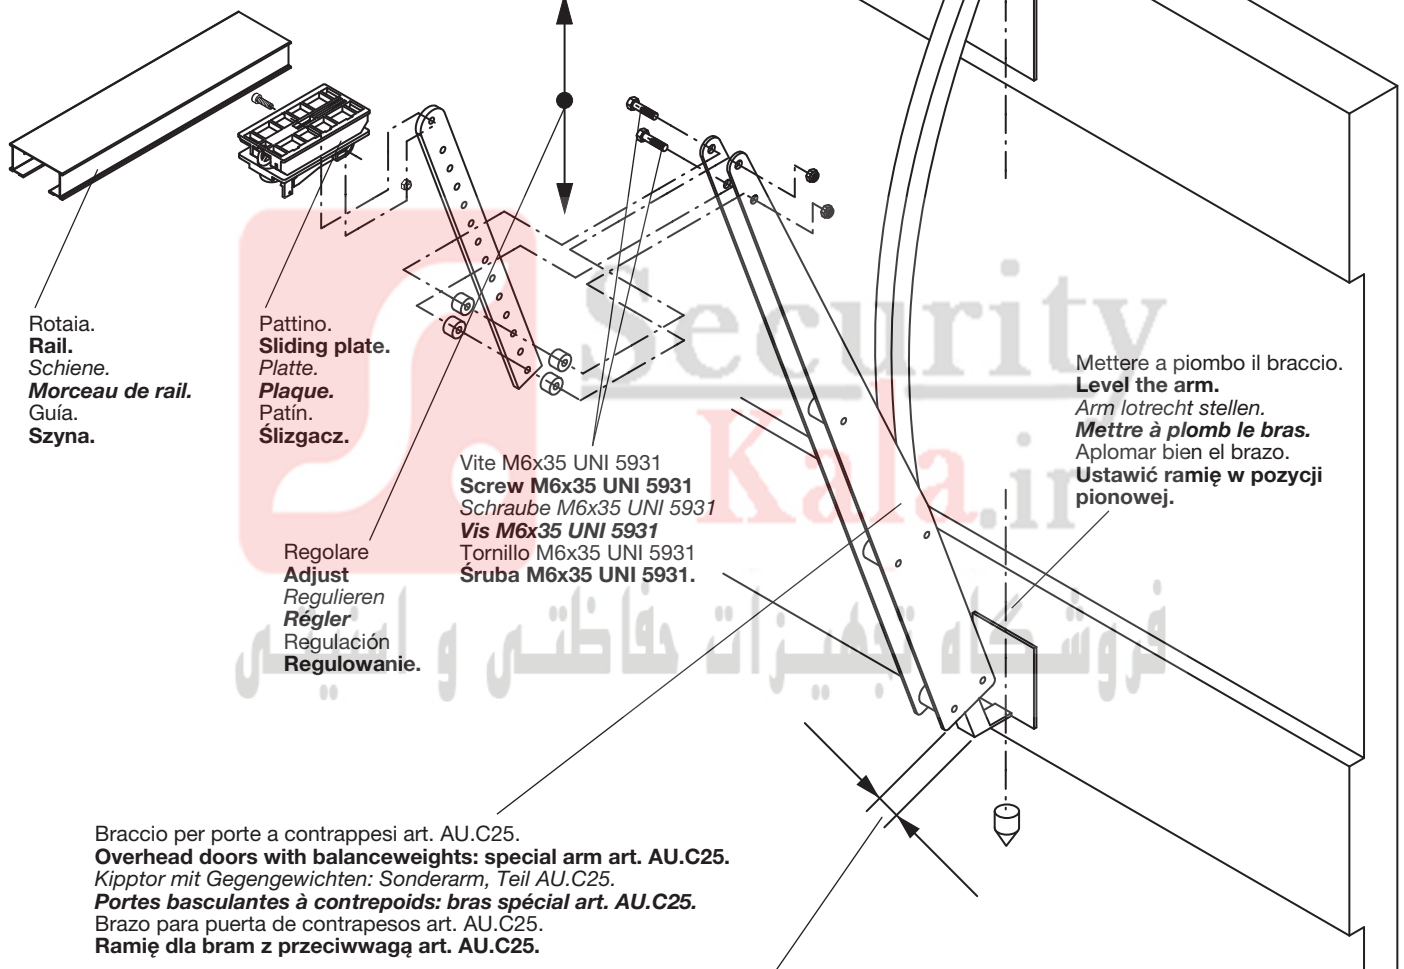 Rotaia.
Rail.
Schiene.
Morceau de rail.
Guía.
Szyna.
Pattino.
Sliding plate.
Platte.
Plaque.
Patín.
Ślizgacz.
Vite M6x35 UNI 5931
Screw M6x35 UNI 5931
Schraube M6x35 UNI 5931
Vis M6x35 UNI 5931
Tornillo M6x35 UNI 5931
Śruba M6x35 UNI 5931.
Regolare
Adjust
Regulieren
Régler
Regulación
Regulowanie.
Mettere a piombo il braccio.
Level the arm.
Arm lotrecht stellen.
Mettre à plomb le bras.
Aplomar bien el brazo.
Ustawić ramię w pozycji
pionowej.
Braccio per porte a contrappesi art. AU.C25.
Overhead doors with balanceweights: special arm art. AU.C25.
Kipptor mit Gegengewichten: Sonderarm, Teil AU.C25.
Portes basculantes à contrepoids: bras spécial art. AU.C25.
Brazo para puerta de contrapesos art. AU.C25.
Ramię dla bram z przeciwwagą art. AU.C25.
Security
Kala.ir
فروشگاه تجهیزات حفاظتی و امنیتی